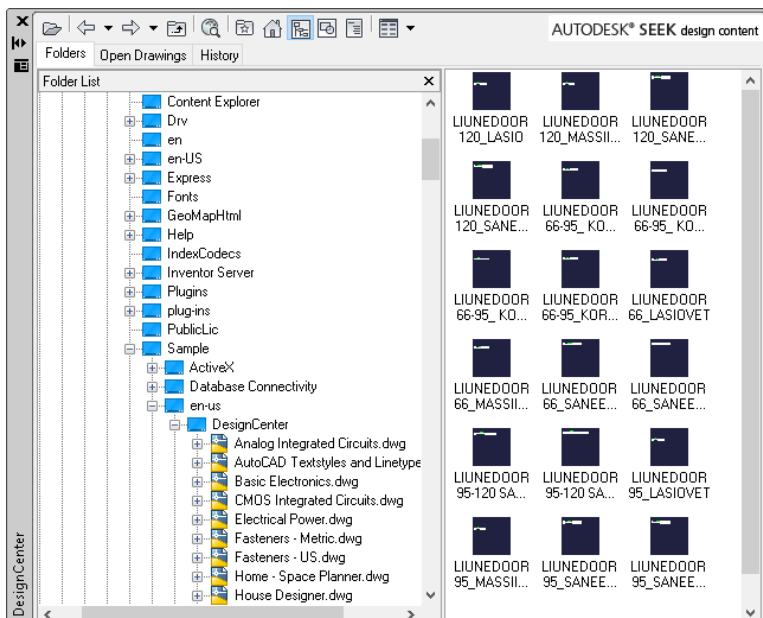 AUTODESK® SEEK design content
Folders Open Drawings History
Folder List
Content Explorer
Drv
en
en-US
Express
Fonts
GeoMapHtml
Help
IndexCodecs
Inventor Server
Plugins
plug-ins
PublicLic
Sample
ActiveX
Database Connectivity
en-us
DesignCenter
Analog Integrated Circuits.dwg
AutoCAD Textstyles and Linetype
Basic Electronics.dwg
CMOS Integrated Circuits.dwg
Electrical Power.dwg
Fasteners - Metric.dwg
Fasteners - US.dwg
Home - Space Planner.dwg
House Designer.dwg
LIUNEDOOR LIUNEDOOR LIUNEDOOR
120_LASIO 120_MASSII... 120_SANE...
LIUNEDOOR LIUNEDOOR LIUNEDOOR
120_SANE... 66-95_ KO... 66-95_ KO...
LIUNEDOOR LIUNEDOOR LIUNEDOOR
66-95_ KO... 66-95_KOR... 66_LASIOVET
LIUNEDOOR LIUNEDOOR LIUNEDOOR
66_MASSII... 66_SANEE... 66_SANEE...
LIUNEDOOR LIUNEDOOR LIUNEDOOR
95-120 SA... 95-120 SA... 95_LASIOVET
LIUNEDOOR LIUNEDOOR LIUNEDOOR
95_MASSII... 95_SANEE... 95_SANEE...
DesignCenter